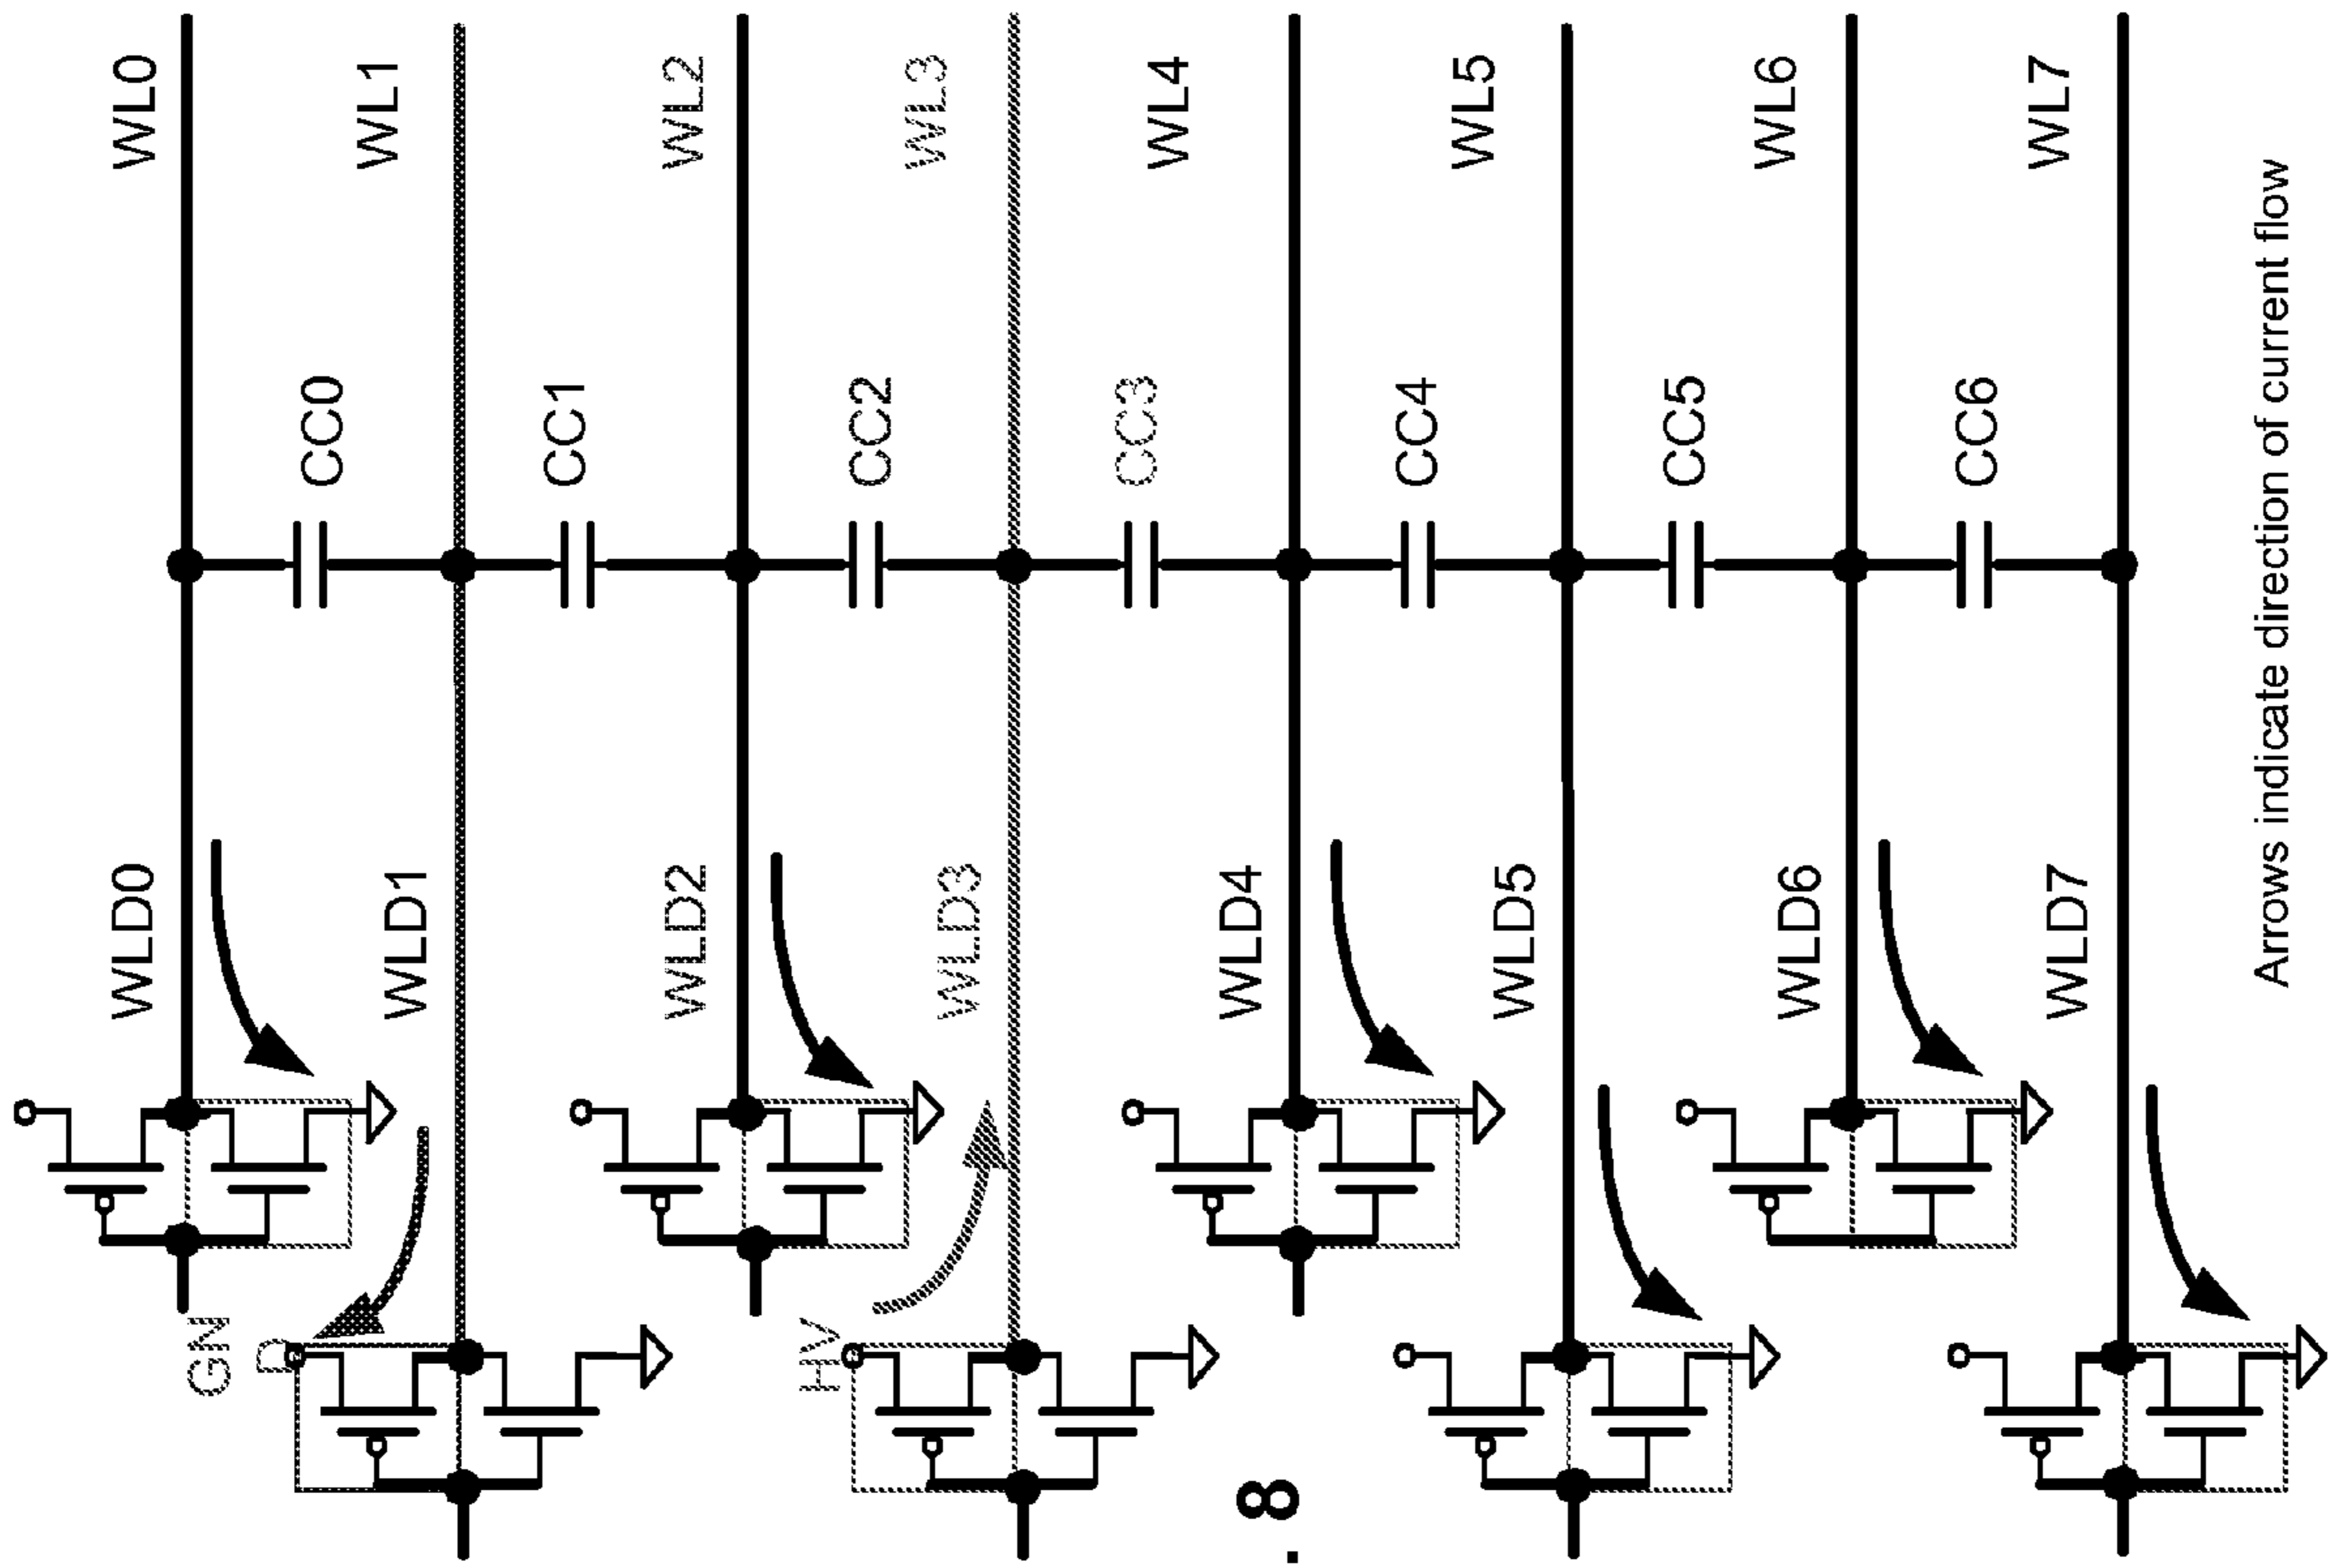 WLD0
WL0
CC0
GN
D
WLD1
WL1
CC1
WLD2
WL2
CC2
HV
WLD3
WL3
CC3
WLD4
WL4
. 8
CC4
WLD5
WL5
CC5
WLD6
WL6
CC6
WLD7
WL7
Arrows indicate direction of current flow